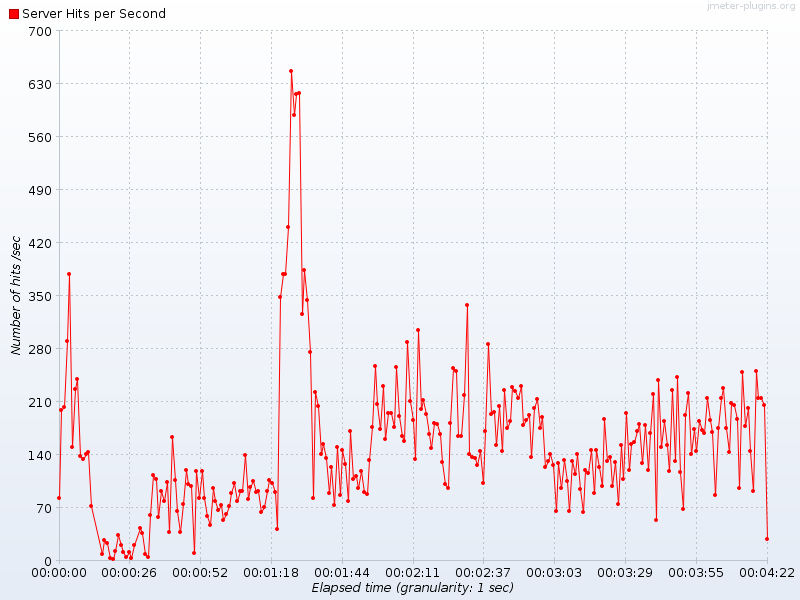 jmeter-plugins.org
Server Hits per Second
700
630
560
490
420
350
280
210
140
70
0
Number of hits /sec
00:00:00 00:00:26 00:00:52 00:01:18 00:01:44 00:02:11 00:02:37 00:03:03 00:03:29 00:03:55 00:04:22
Elapsed time (granularity: 1 sec)